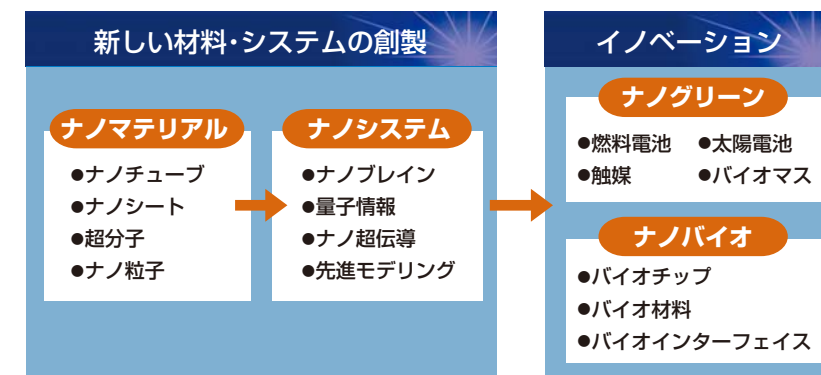 新しい材料・システムの創製
ナノマテリアル
●ナノチューブ
●ナノシート
●超分子
●ナノ粒子
ナノシステム
●ナノブレイン
●量子情報
●ナノ超伝導
●先進モデリング
イノベーション
ナノグリーン
●燃料電池 ●太陽電池
●触媒 ●バイオマス
ナノバイオ
●バイオチップ
●バイオ材料
●バイオインターフェイス